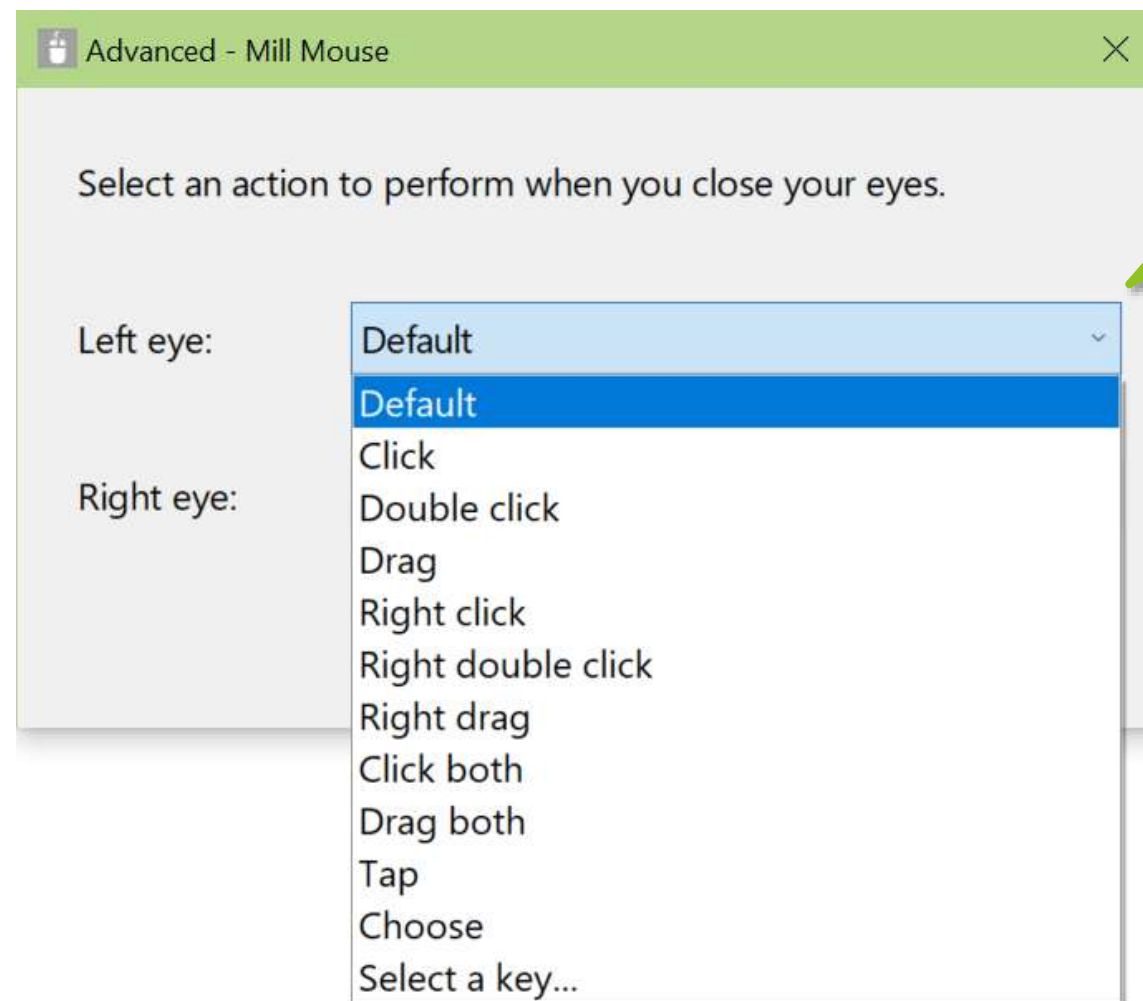 Advanced - Mill Mouse
Select an action to perform when you close your eyes.
Left eye:
Default
Default
Click
Right eye:
Double click
Drag
Right click
Right double click
Right drag
Click both
Drag both
Tap
Choose
Select a key...